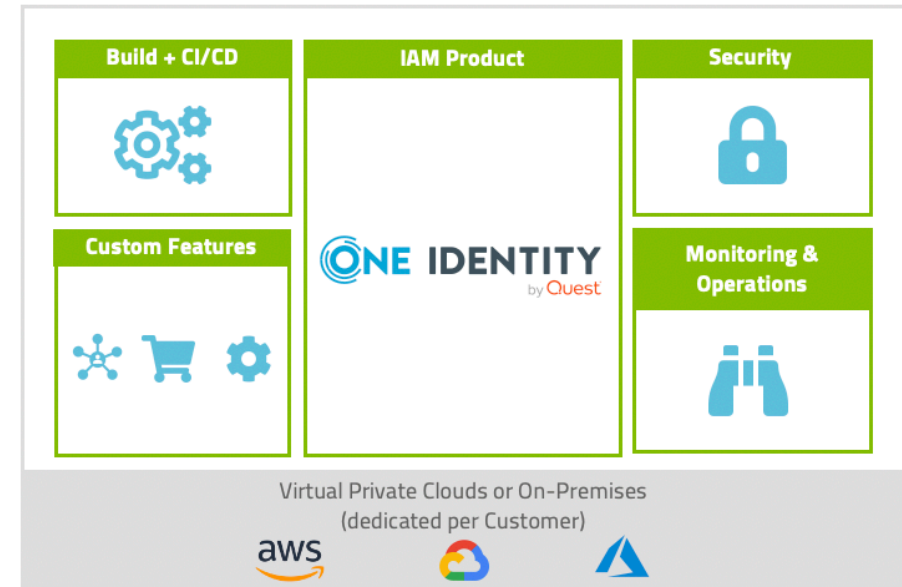 Build + CI/CD
IAM Product
Security
Custom Features
ONE IDENTITY
by Quest
Monitoring &
Operations
Virtual Private Clouds or On-Premises
(dedicated per Customer)
aws